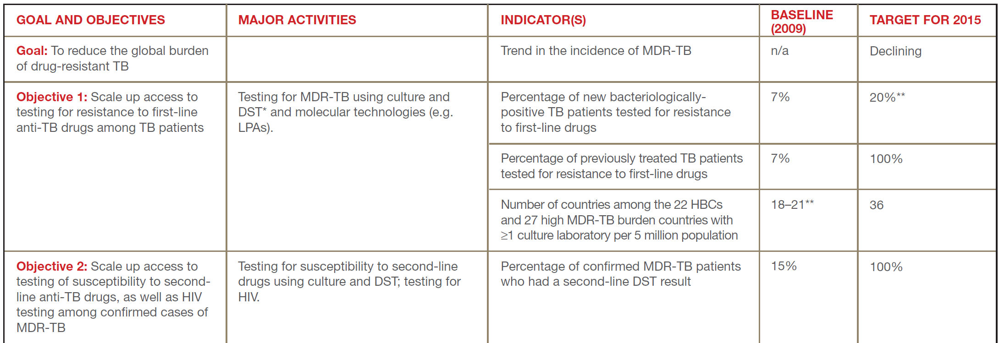 GOAL AND OBJECTIVES
MAJOR ACTIVITIES
INDICATOR(S)
BASELINE
(2009)
TARGET FOR 2015
Goal: To reduce the global burden
of drug-resistant TB
Trend in the incidence of MDR-TB
n/a
Declining
Objective 1: Scale up access to
testing for resistance to first-line
anti-TB drugs among TB patients
Testing for MDR-TB using culture and
DST* and molecular technologies (e.g.
LPAs).
Percentage of new bacteriologically-
positive TB patients tested for resistance
to first-line drugs
7%
20%**
Percentage of previously treated TB patients
tested for resistance to first-line drugs
7%
100%
Number of countries among the 22 HBCs
and 27 high MDR-TB burden countries with
≥1 culture laboratory per 5 million population
18–21**
36
Objective 2: Scale up access to
testing of susceptibility to second-
line anti-TB drugs, as well as HIV
testing among confirmed cases of
MDR-TB
Testing for susceptibility to second-line
drugs using culture and DST; testing for
HIV.
Percentage of confirmed MDR-TB patients
who had a second-line DST result
15%
100%